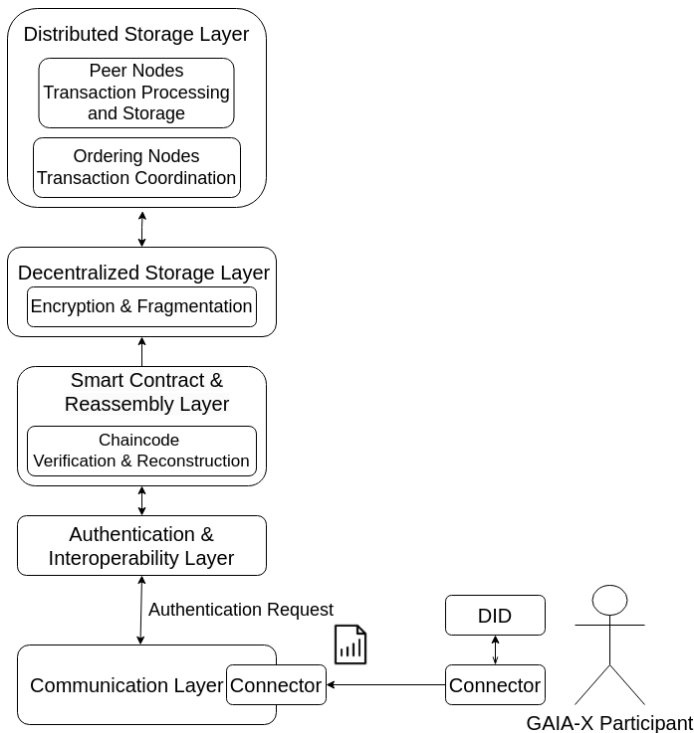 Distributed Storage Layer
Peer Nodes
Transaction Processing
and Storage
Ordering Nodes
Transaction Coordination
Decentralized Storage Layer
Encryption & Fragmentation
Smart Contract &
Reassembly Layer
Chaincode
Verification & Reconstruction
Authentication &
Interoperability Layer
Authentication Request
DID
Communication Layer
Connector
Connector
GAIA-X Participant